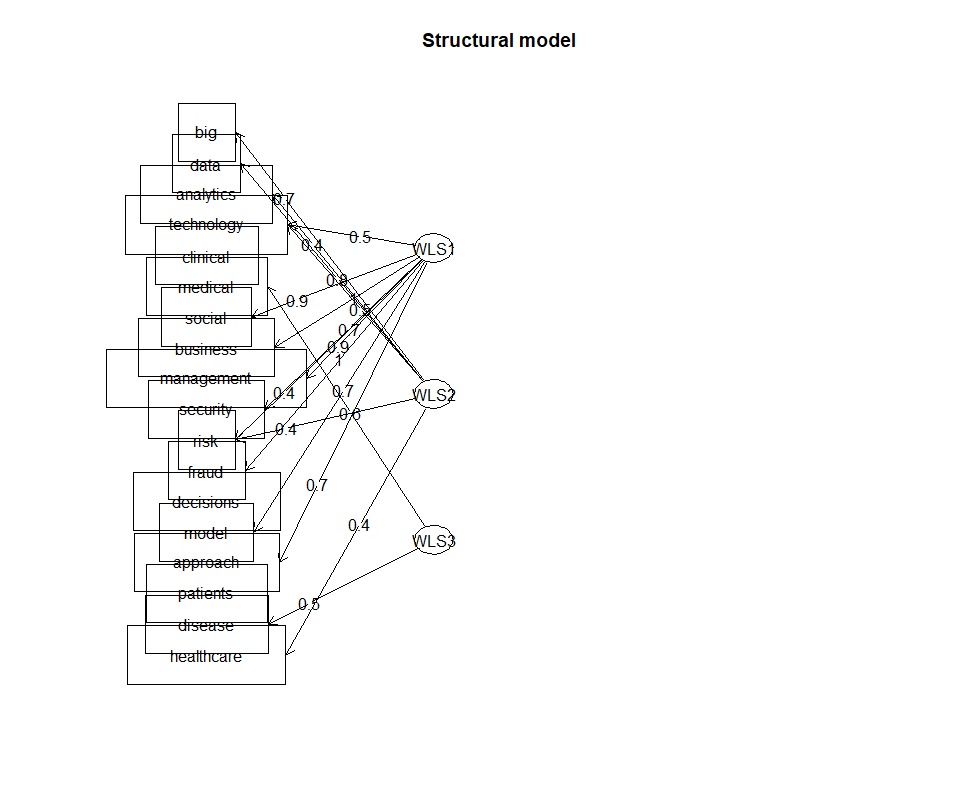 Structural model
big
data
analytics
0.7
technology
0.5
0.4
WLS1
clinical
0.8
medical
0.9
1
0.5
social
0.7
business
0.9
1
management
0.4
0.7
WLS2
security
0.6
0.4
risk
fraud
0.7
decisions
0.4
model
WLS3
approach
patients
0.5
disease
healthcare